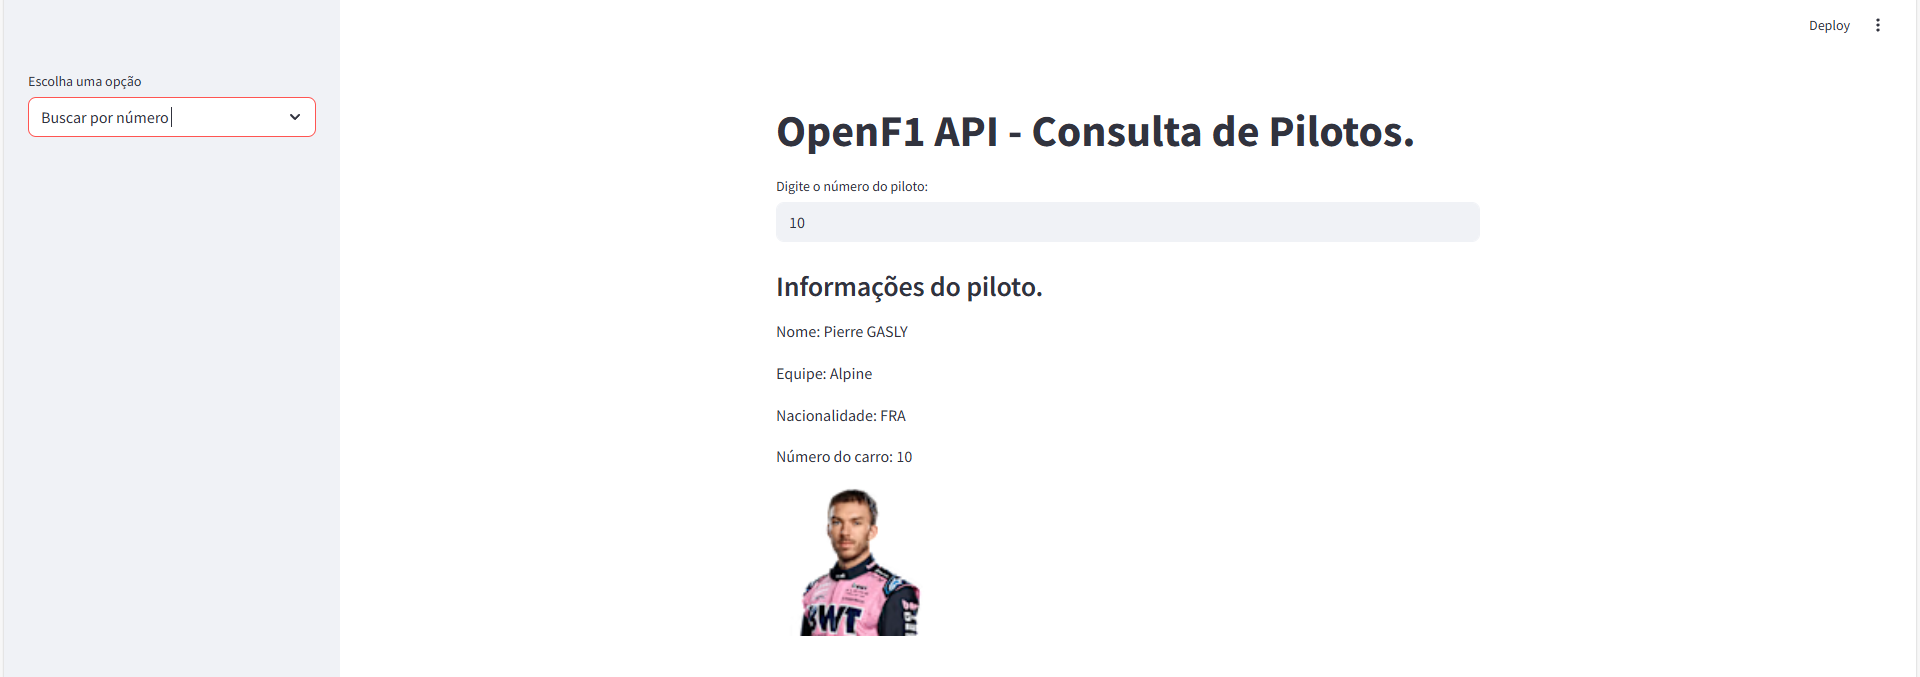 Deploy
Escolha uma opção
Buscar por número
OpenF1 API - Consulta de Pilotos.
Digite o número do piloto:
10
Informações do piloto.
Nome: Pierre GASLY
Equipe: Alpine
Nacionalidade: FRA
Número do carro: 10
BWT